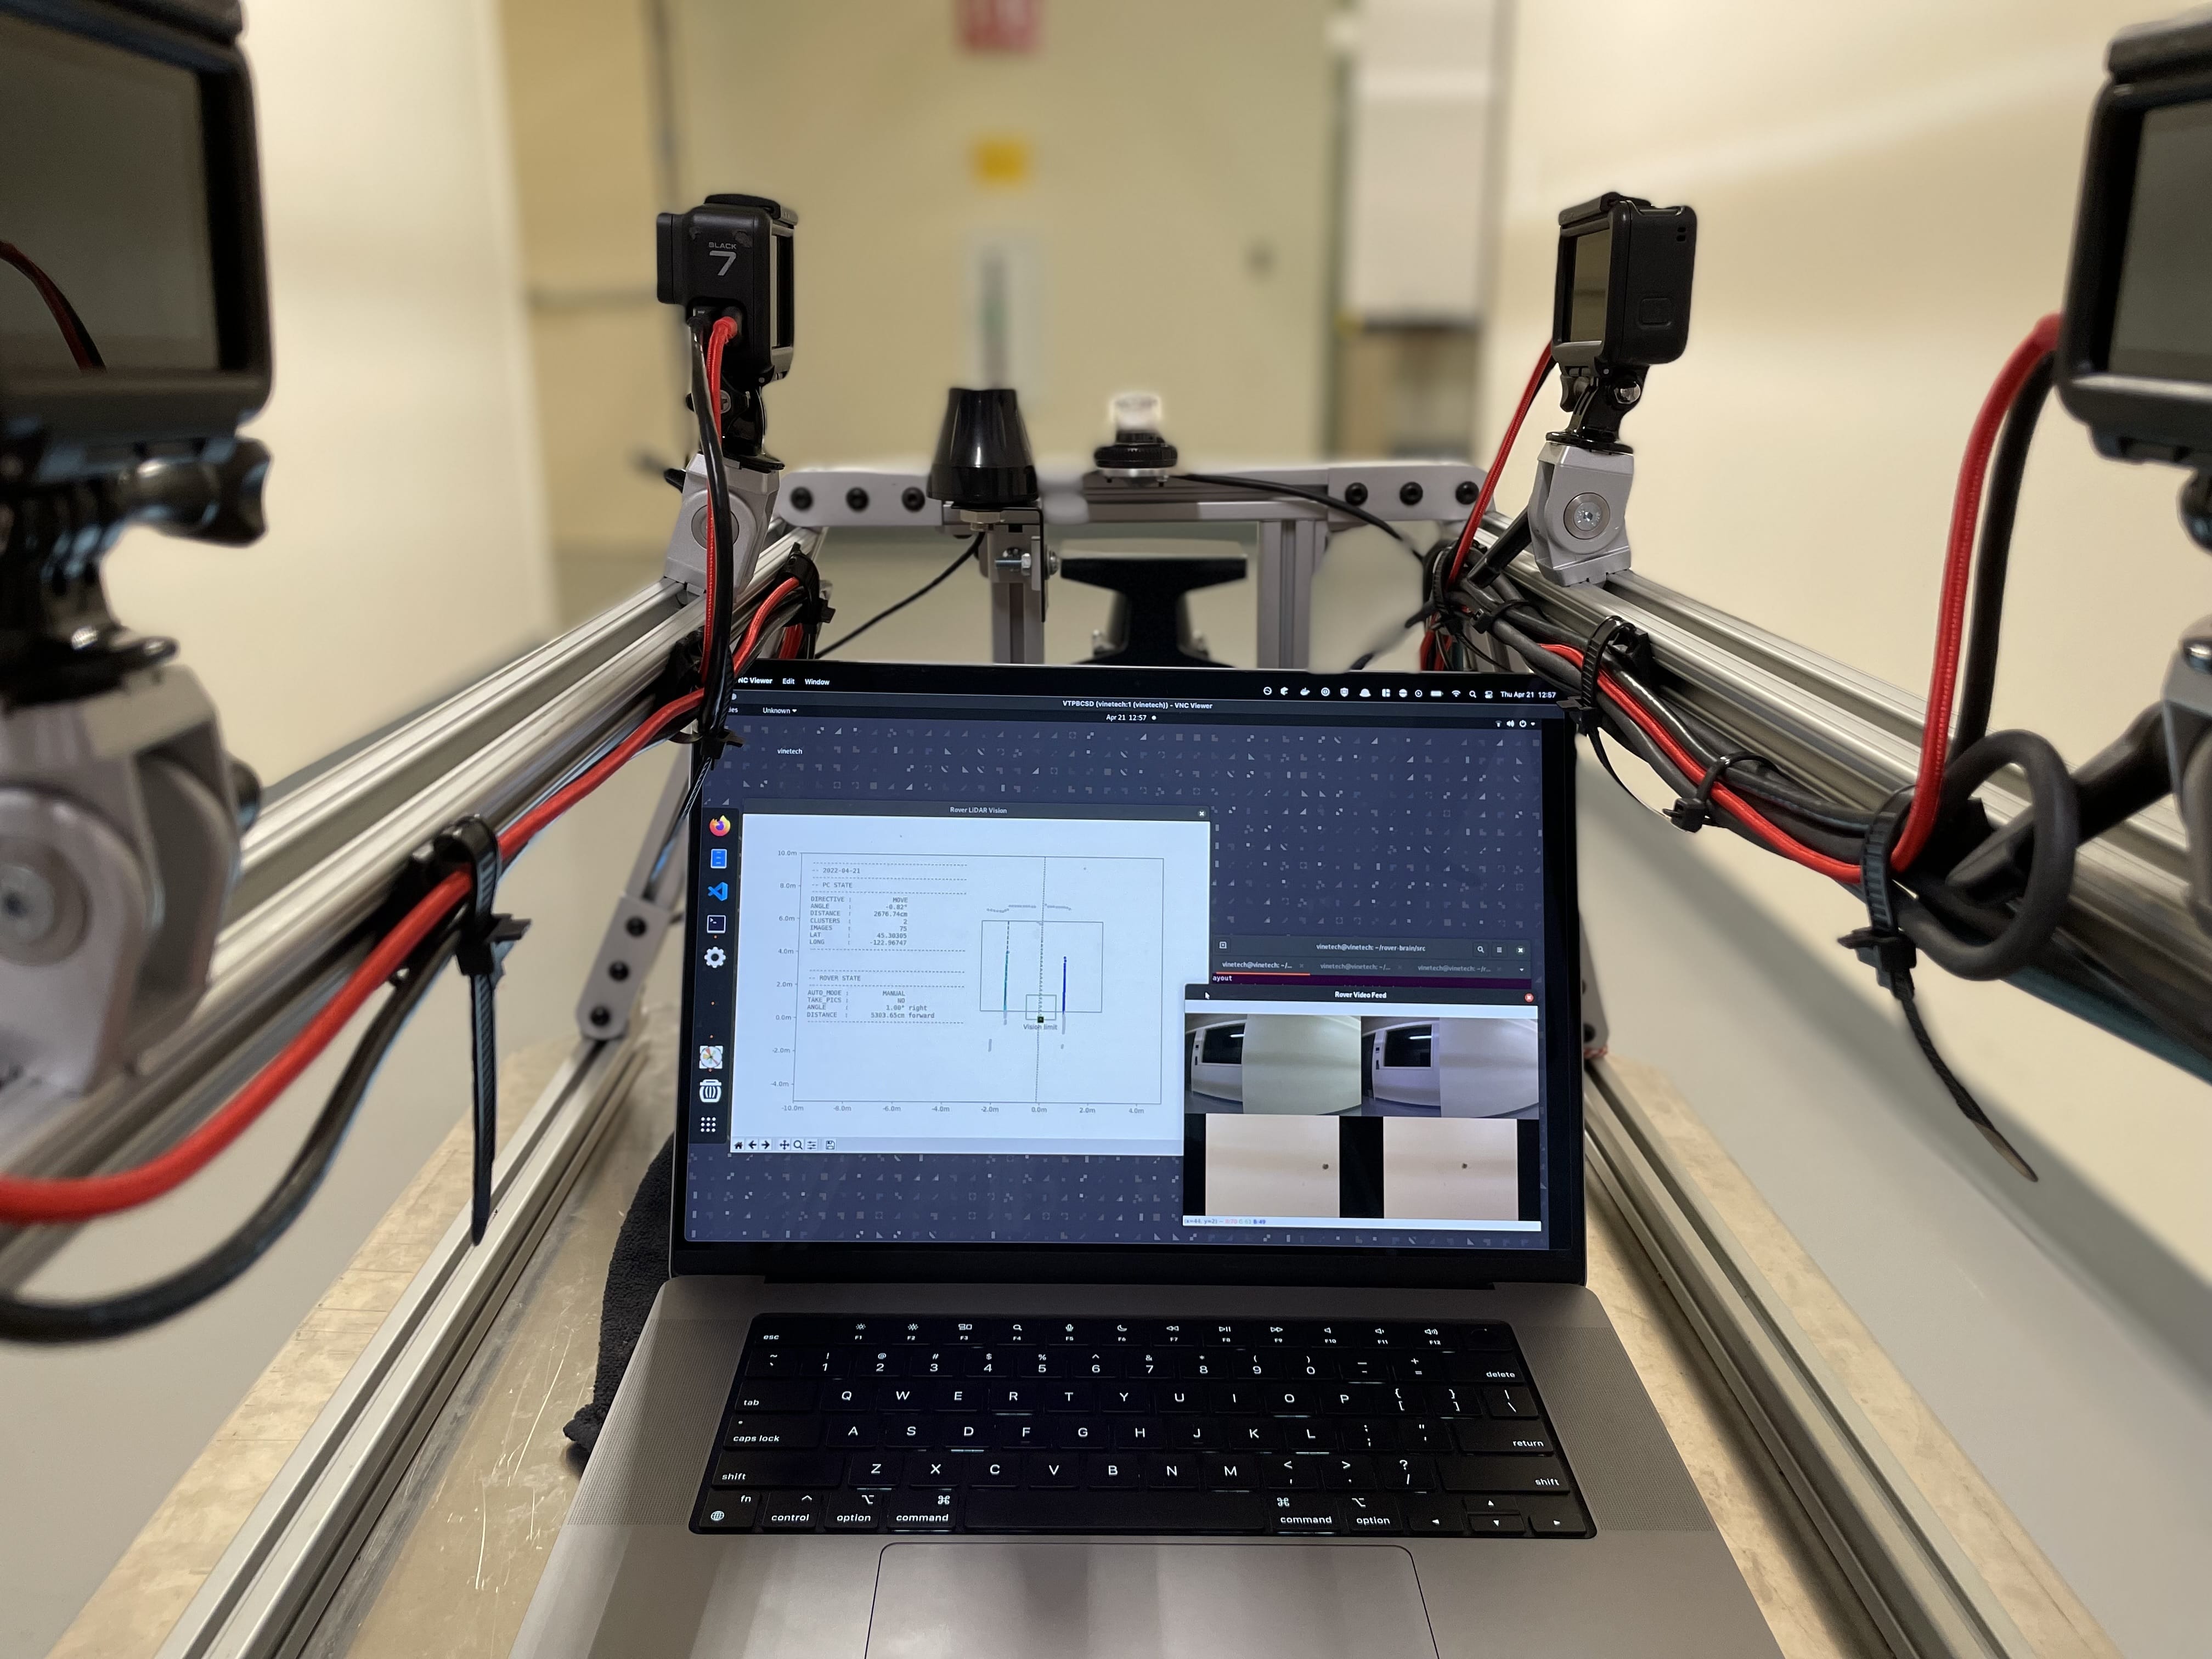 BLACK
7
NC Viewer Edit Window
Thu Apr 21 12:57
VTPBCSD (vinetech:1 (vinetech)) - VNC Viewer
ies Unknown
Apr 21 12:57
vinetech
Rover LiDAR Vision
10.0m
8.0m
6.0m
4.0m
2.0m
0.0m
-2.0m
-4.0m
-10.0m -8.0m -6.0m -4.0m -2.0m 0.0m 2.0m 4.0m
-- 2022-04-21
-- PC STATE
DIRECTIVE : MOVE
ANGLE : -6.82°
DISTANCE : 2676.74cm
CLUSTERS : 2
IMAGES : 75
LAT : 45.30305
LONG : -122.96747
-- ROVER STATE
AUTO_MODE : MANUAL
TAKE_PICS : NO
ANGLE : 1.00° right
DISTANCE : 5303.65cm forward
Vision limit
vinetech@vinetech: ~/rover-brain/src
vinetech@vinetech: ~/... vinetech@vinetech: ~/... vinetech@vinetech: ~/r...
ayout
Rover Video Feed
esc F1 F2 F3 F4 F5 F6 F7 F8 F9 F10 F11 F12
~ ! @ # $ % ^ & * ( ) — +
` 1 2 3 4 5 6 7 8 9 0 - = delete
tab Q W E R T Y U I O P { [ } ] | \
caps lock A S D F G H J K L : ; " ' return
shift Z X C V B N M < , > . ? / shift
fn control option command command option